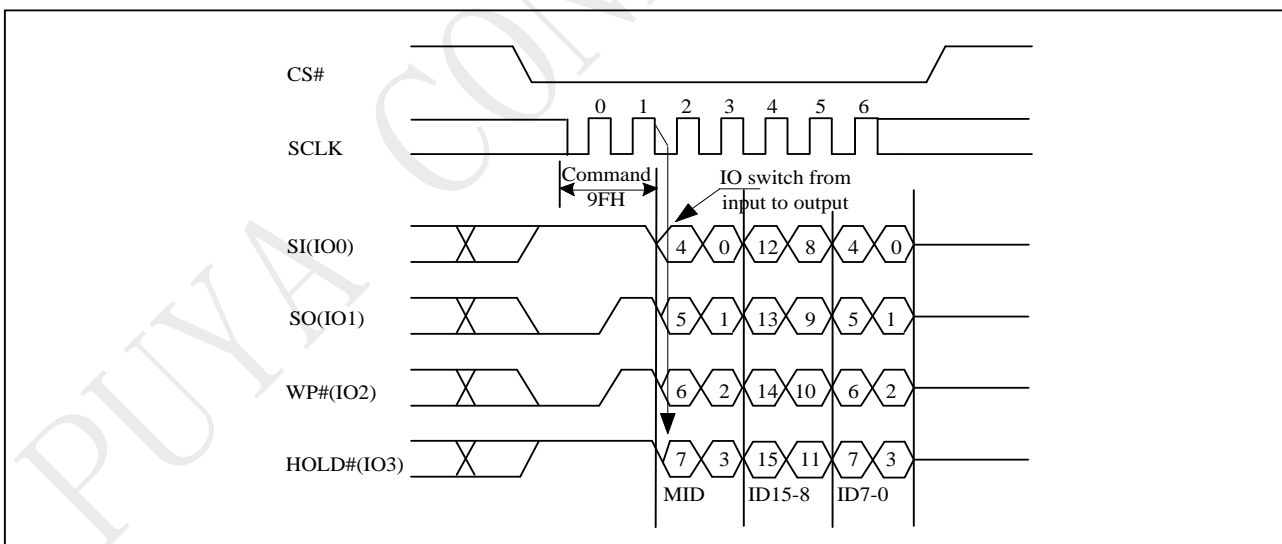 PUYA CON
CS#
0 1 2 3 4 5 6
SCLK
Command
9FH
IO switch from
input to output
SI(IO0)
4 0 12 8 4 0
SO(IO1)
5 1 13 9 5 1
WP#(IO2)
6 2 14 10 6 2
HOLD#(IO3)
7 3 15 11 7 3
MID ID15-8 ID7-0